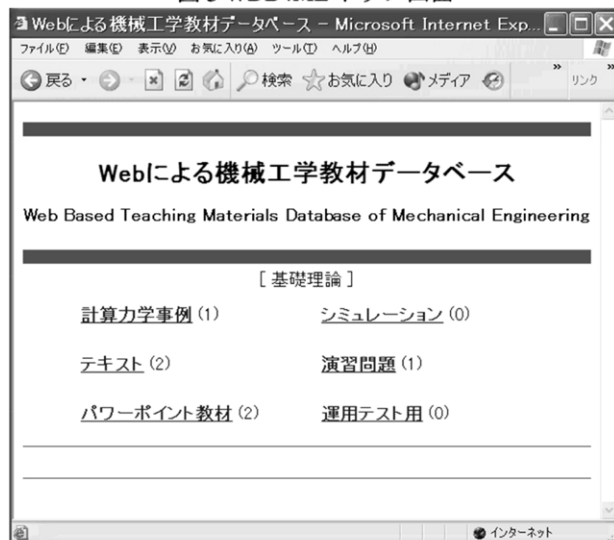 Webによる機械工学教材データベース - Microsoft Internet Exp...
ファイル(F) 編集(E) 表示(V) お気に入り(A) ツール(T) ヘルプ(H)
戻る 検索 お気に入り メディア » リンク »
Webによる機械工学教材データベース
Web Based Teaching Materials Database of Mechanical Engineering
[ 基礎理論 ]
計算力学事例 (1) シミュレーション (0)
テキスト (2) 演習問題 (1)
パワーポイント教材 (2) 運用テスト用 (0)
インターネット